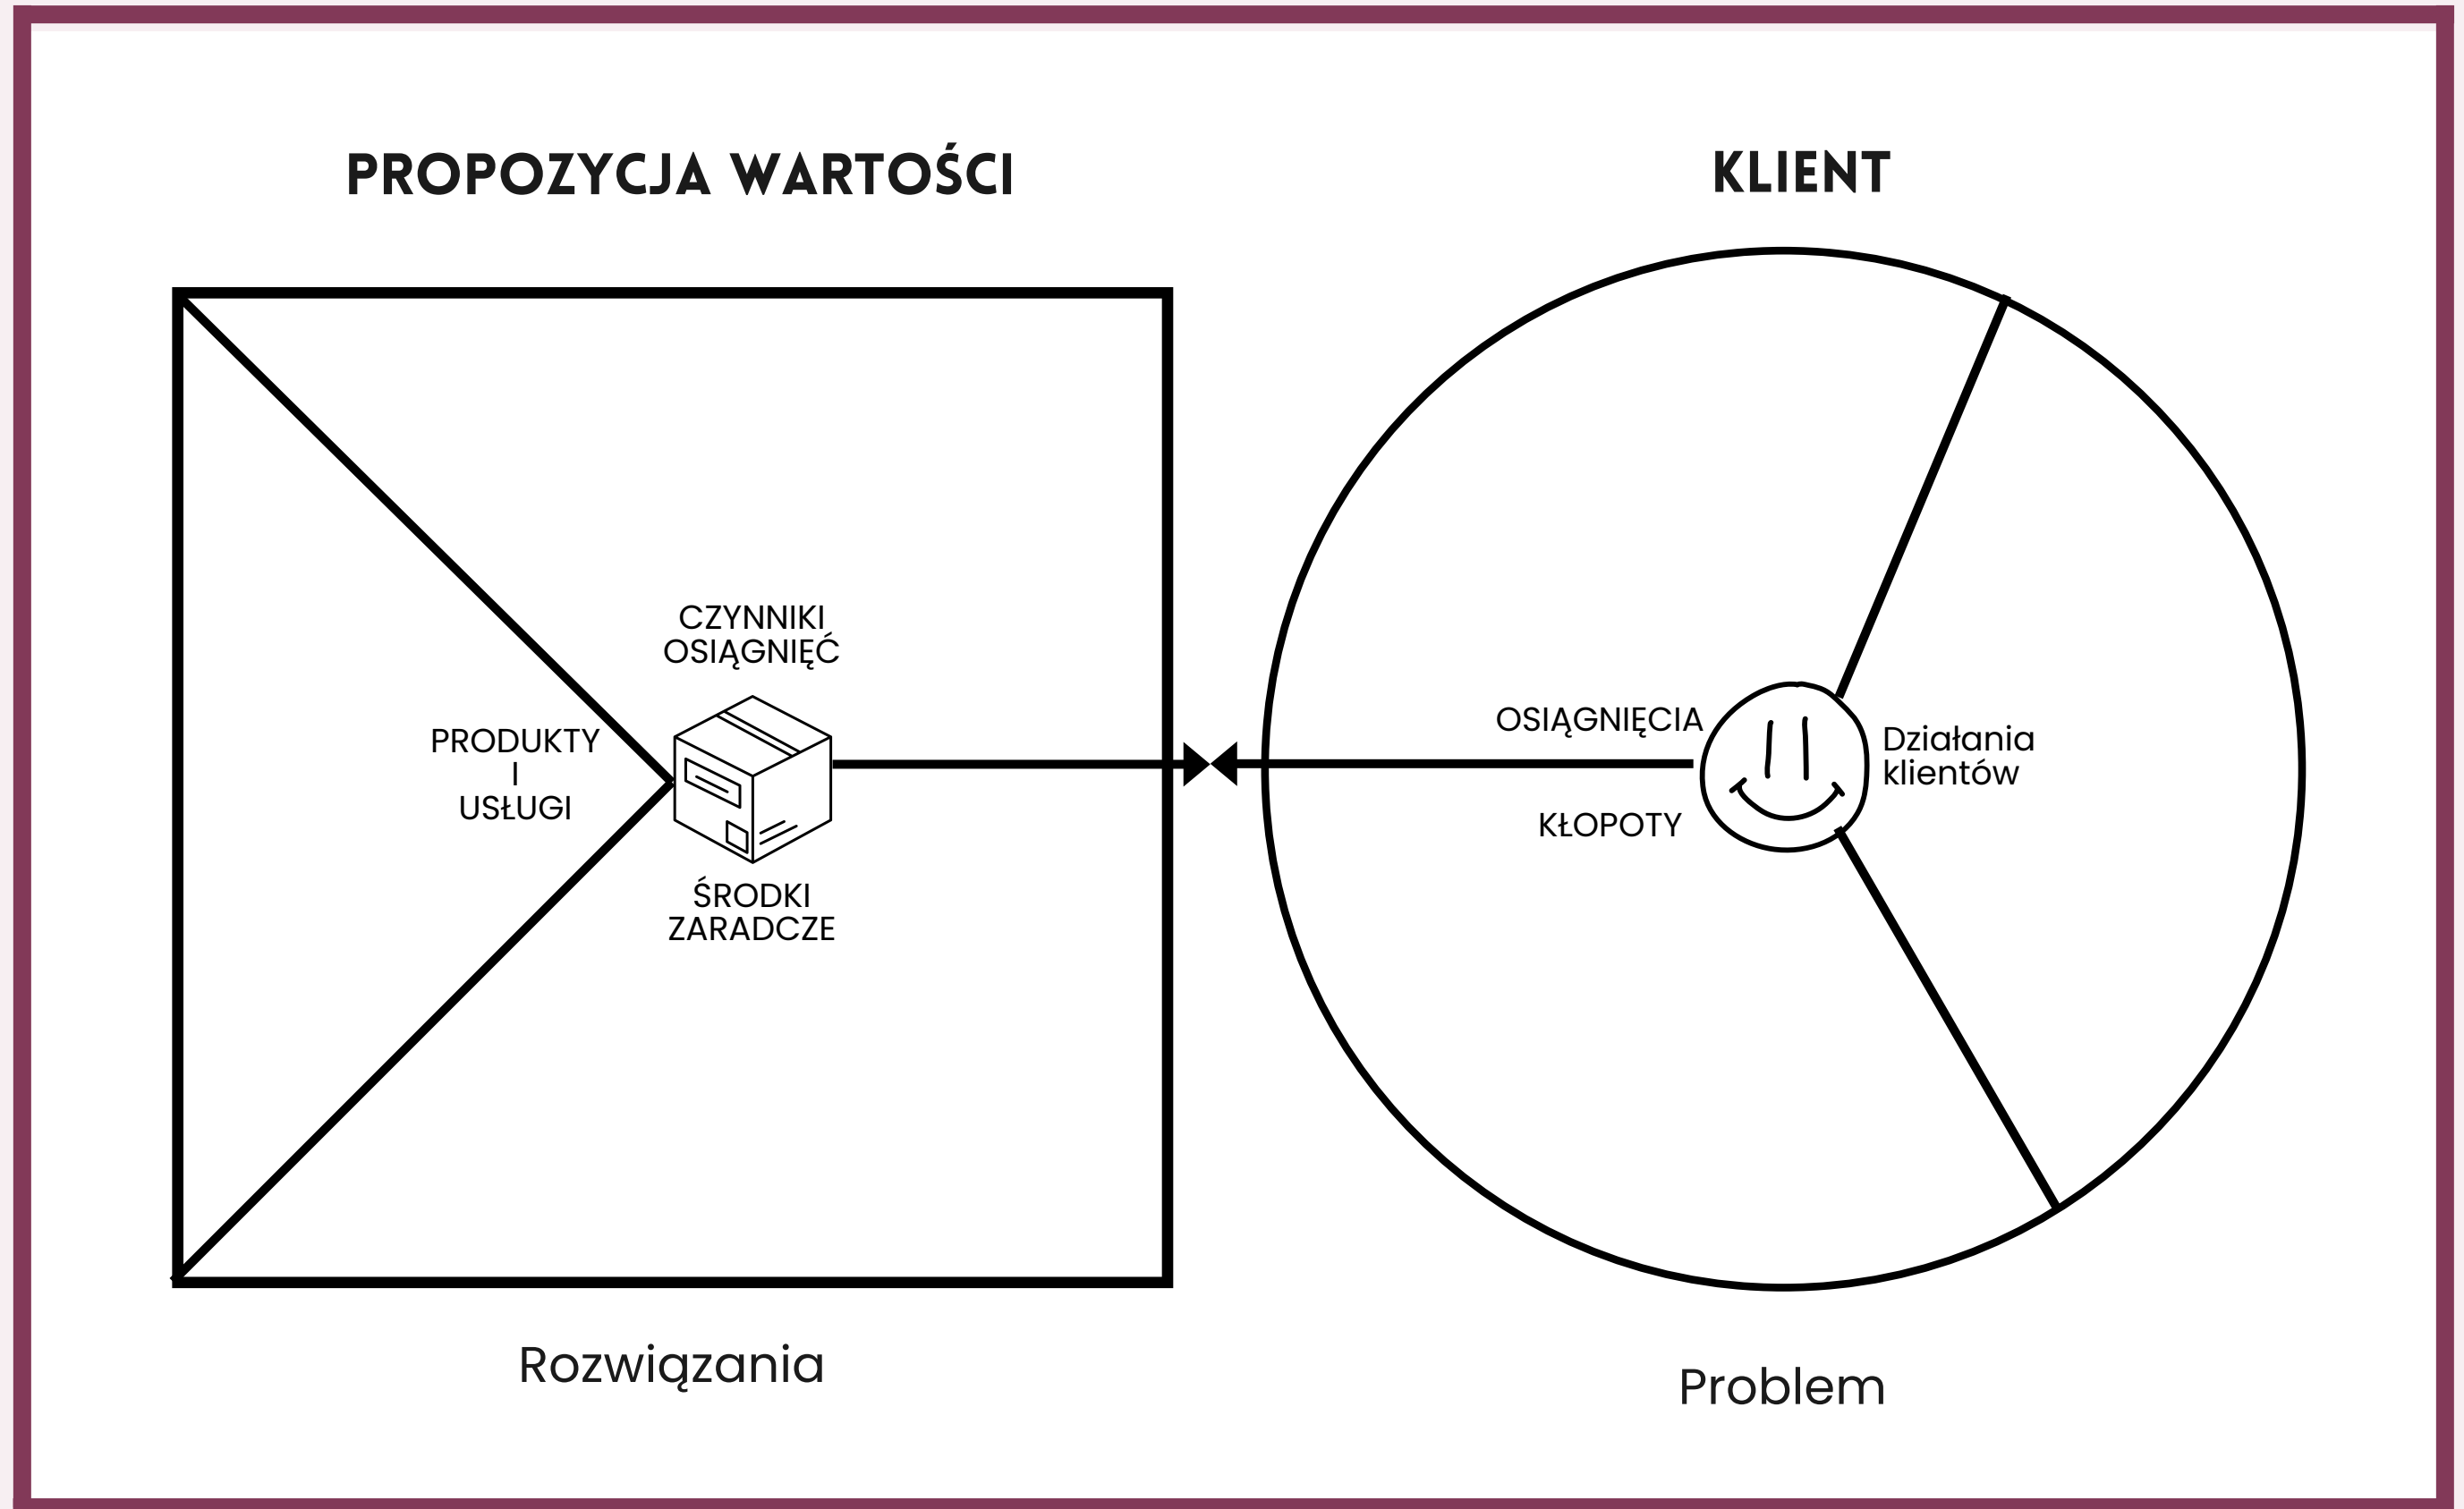 PROPOZYCJA WARTOŚCI
KLIENT
CZYNNIKI
OSIĄGNIĘĆ
PRODUKTY
I
USŁUGI
ŚRODKI
ZARADCZE
OSIĄGNIĘCIA
KŁOPOTY
Działania
klientów
Rozwiązania
Problem